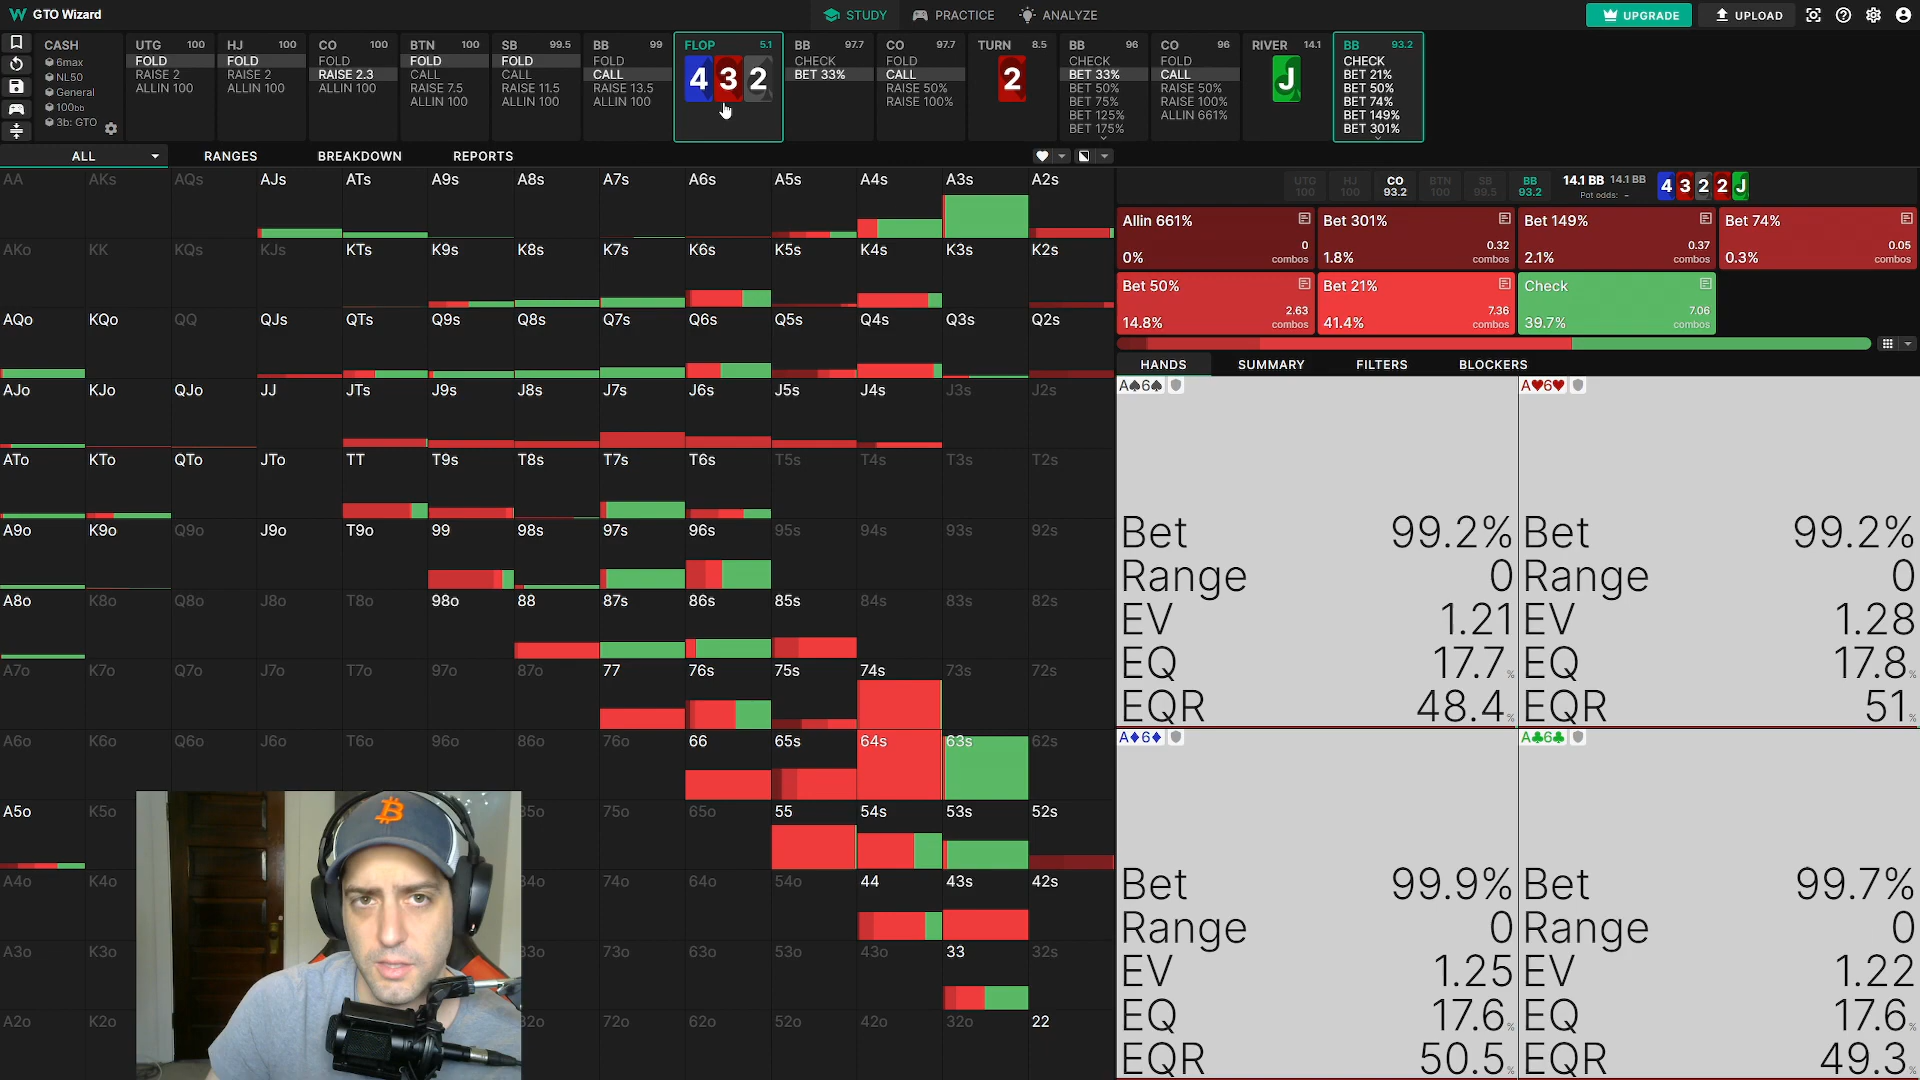 GTO Wizard
STUDY
PRACTICE
ANALYZE
UPGRADE
UPLOAD
CASH
6max
NL50
General
100bb
3b: GTO
UTG 100
FOLD
RAISE 2
ALLIN 100
HJ 100
FOLD
RAISE 2
ALLIN 100
CO 100
FOLD
RAISE 2.3
ALLIN 100
BTN 100
FOLD
CALL
RAISE 7.5
ALLIN 100
SB 99.5
FOLD
CALL
RAISE 11.5
ALLIN 100
BB 99
FOLD
CALL
RAISE 13.5
ALLIN 100
FLOP 5.1
4 3 2
BB 97.7
CHECK
BET 33%
CO 97.7
FOLD
CALL
RAISE 50%
RAISE 100%
TURN 8.5
2
BB 96
CHECK
BET 33%
BET 50%
BET 75%
BET 125%
BET 175%
CO 96
FOLD
CALL
RAISE 50%
RAISE 100%
ALLIN 661%
RIVER 14.1
J
BB 93.2
CHECK
BET 21%
BET 50%
BET 74%
BET 149%
BET 301%
ALL
RANGES
BREAKDOWN
REPORTS
AA AKs AQs AJs ATs A9s A8s A7s A6s A5s A4s A3s A2s
AKo KK KQs KJs KTs K9s K8s K7s K6s K5s K4s K3s K2s
AQo KQo QQ QJs QTs Q9s Q8s Q7s Q6s Q5s Q4s Q3s Q2s
AJo KJo QJo JJ JTs J9s J8s J7s J6s J5s J4s J3s J2s
ATo KTo QTo JTo TT T9s T8s T7s T6s T5s T4s T3s T2s
A9o K9o Q9o J9o T9o 99 98s 97s 96s 95s 94s 93s 92s
A8o K8o Q8o J8o T8o 98o 88 87s 86s 85s 84s 83s 82s
A7o K7o Q7o J7o T7o 97o 87o 77 76s 75s 74s 73s 72s
A6o K6o Q6o J6o T6o 96o 86o 76o 66 65s 64s 63s 62s
A5o K5o 75o 65o 55 54s 53s 52s
A4o K4o 74o 64o 54o 44 43s 42s
A3o K3o 73o 63o 53o 43o 33 32s
A2o K2o 72o 62o 52o 42o 32o 22
UTG 100
HJ 100
CO 93.2
BTN 100
SB 99.5
BB 93.2
14.1 BB 14.1 BB
Pot odds: -
4 3 2 2 J
Allin 661%
0
0% combos
Bet 301%
0.32
1.8% combos
Bet 149%
0.37
2.1% combos
Bet 74%
0.05
0.3% combos
Bet 50%
2.63
14.8% combos
Bet 21%
7.36
41.4% combos
Check
7.06
39.7% combos
HANDS
SUMMARY
FILTERS
BLOCKERS
A♠6♠
Bet 99.2%
Range 0
EV 1.21
EQ 17.7%
EQR 48.4%
A♥6♥
Bet 99.2%
Range 0
EV 1.28
EQ 17.8%
EQR 51%
A♦6♦
Bet 99.9%
Range 0
EV 1.25
EQ 17.6%
EQR 50.5%
A♣6♣
Bet 99.7%
Range 0
EV 1.22
EQ 17.6%
EQR 49.3%